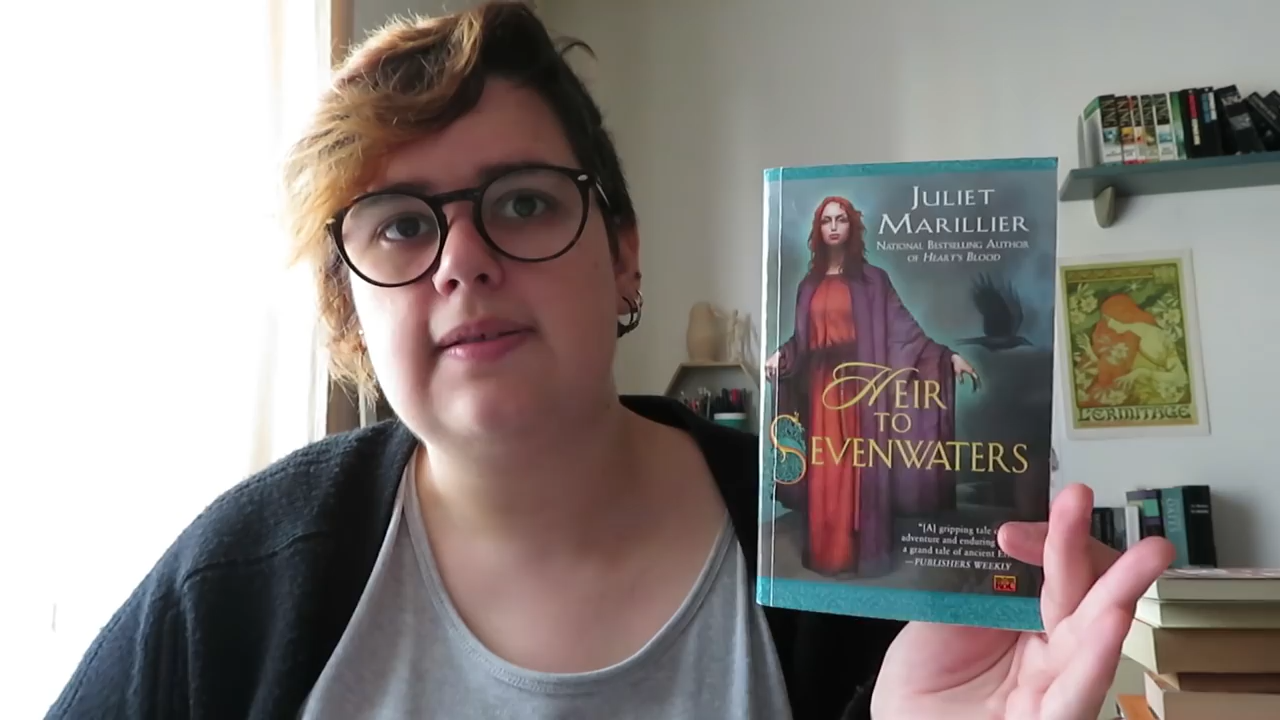 JULIET
MARILLIER
NATIONAL BESTSELLING AUTHOR
OF HEART'S BLOOD
HEIR
TO
SEVENWATERS
"[A] gripping tale
adventure and enduring
a grand tale of ancient
—PUBLISHERS WEEKLY
L'ERMITAGE